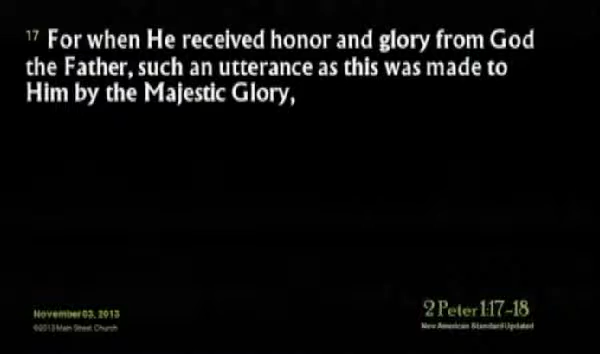 17 For when He received honor and glory from God
the Father, such an utterance as this was made to
Him by the Majestic Glory,
November 03, 2013
©2013 Main Street Church
2 Peter 1:17-18
New American Standard Updated